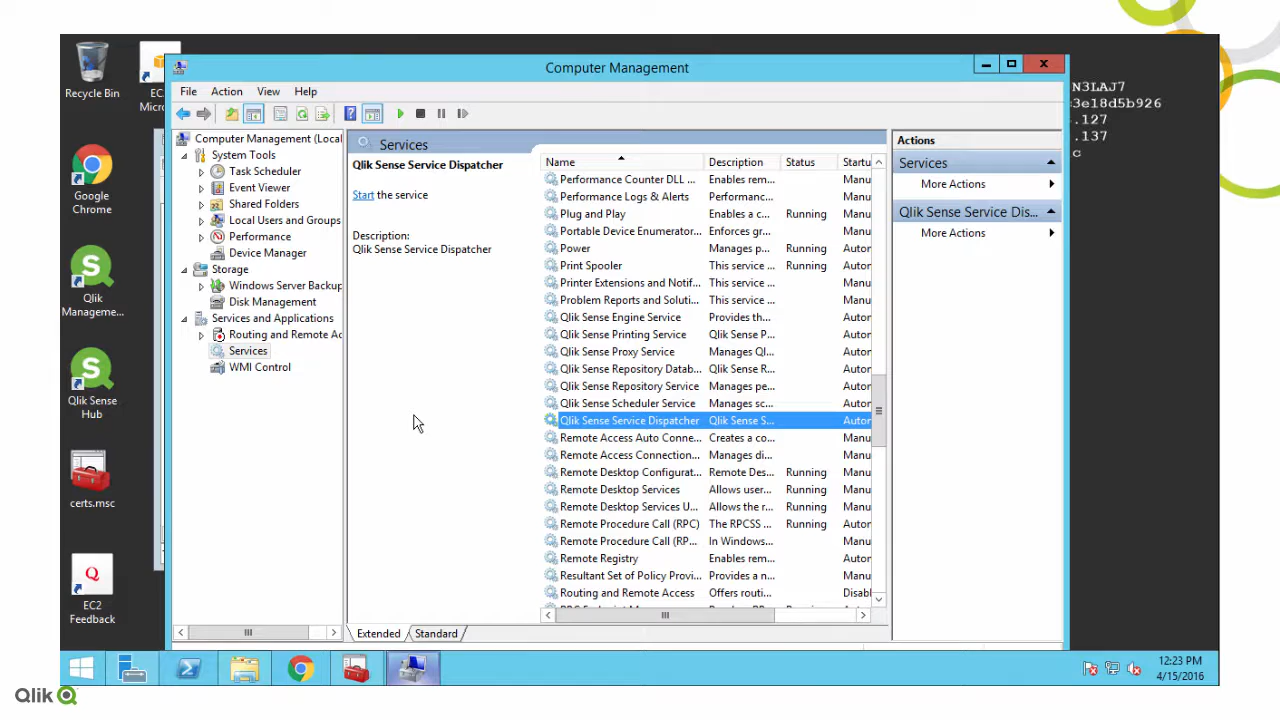 Recycle Bin
EC
Micro
Google
Chrome
Qlik
Manageme...
Qlik Sense
Hub
certs.msc
Q
EC2
Feedback
Computer Management
File Action View Help
Computer Management (Local
System Tools
Task Scheduler
Event Viewer
Shared Folders
Local Users and Groups
Performance
Device Manager
Storage
Windows Server Backup
Disk Management
Services and Applications
Routing and Remote Ac
Services
WMI Control
Services
Qlik Sense Service Dispatcher
Start the service
Description:
Qlik Sense Service Dispatcher
Name Description Status Startu
Performance Counter DLL ... Enables rem... Manu
Performance Logs & Alerts Performanc... Manu
Plug and Play Enables a c... Running Manu
Portable Device Enumerator... Enforces gr... Manu
Power Manages p... Running Autor
Print Spooler This service ... Running Autor
Printer Extensions and Notif... This service ... Manu
Problem Reports and Soluti... This service ... Manu
Qlik Sense Engine Service Provides th... Autor
Qlik Sense Printing Service Qlik Sense P... Autor
Qlik Sense Proxy Service Manages Ql... Autor
Qlik Sense Repository Datab... Qlik Sense R... Autor
Qlik Sense Repository Service Manages pe... Autor
Qlik Sense Scheduler Service Manages sc... Autor
Qlik Sense Service Dispatcher Qlik Sense S... Autor
Remote Access Auto Conne... Creates a co... Manu
Remote Access Connection... Manages di... Manu
Remote Desktop Configurat... Remote Des... Running Manu
Remote Desktop Services Allows user... Running Manu
Remote Desktop Services U... Allows the r... Running Manu
Remote Procedure Call (RPC) The RPCSS ... Running Autor
Remote Procedure Call (RP... In Windows... Manu
Remote Registry Enables rem... Autor
Resultant Set of Policy Provi... Provides a n... Manu
Routing and Remote Access Offers routi... Disabl
Extended Standard
Actions
Services
More Actions
Qlik Sense Service Dis...
More Actions
N3LAJ7
3e18d5b926
.127
.137
c
12:23 PM
4/15/2016
Qlik